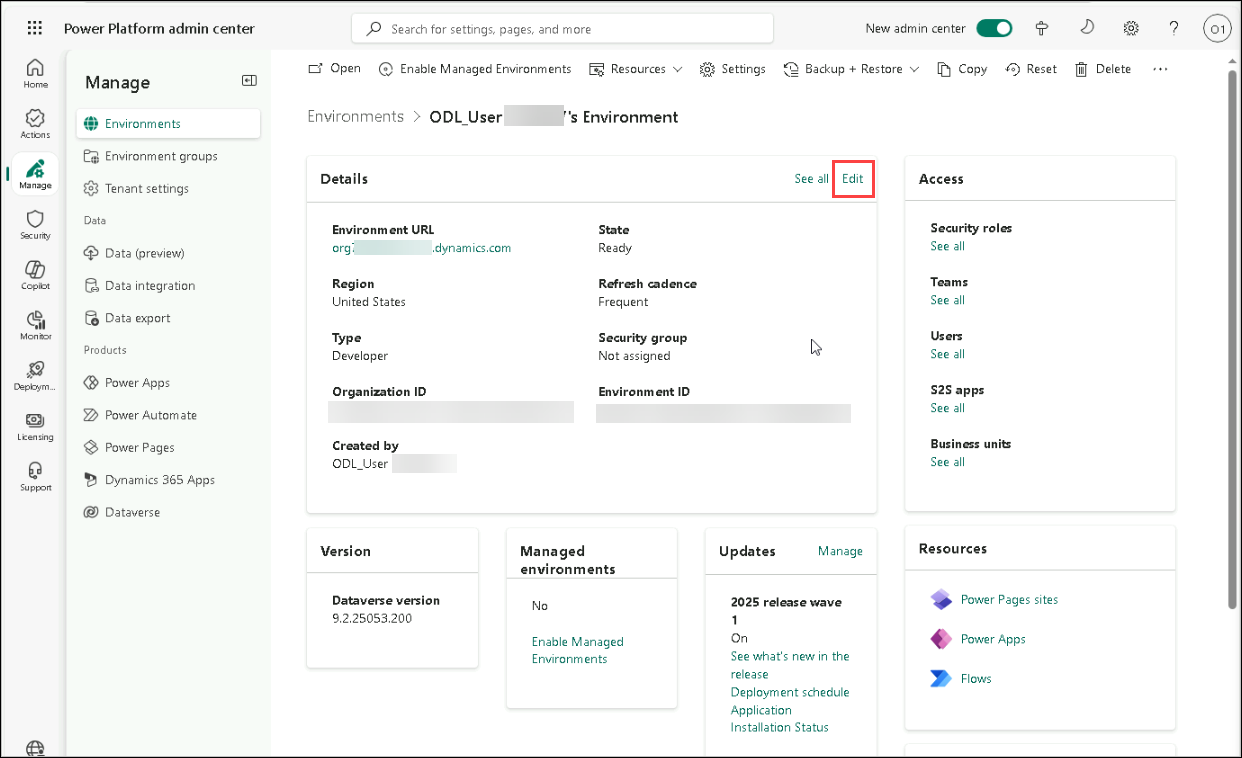 Power Platform admin center
Search for settings, pages, and more
New admin center
?
O1
Home
Actions
Manage
Security
Copilot
Monitor
Deploym...
Licensing
Support
Manage
Environments
Environment groups
Tenant settings
Data
Data (preview)
Data integration
Data export
Products
Power Apps
Power Automate
Power Pages
Dynamics 365 Apps
Dataverse
Open
Enable Managed Environments
Resources
Settings
Backup + Restore
Copy
Reset
Delete
...
Environments > ODL_User 's Environment
Details
See all
Edit
Environment URL
org .dynamics.com
State
Ready
Region
United States
Refresh cadence
Frequent
Type
Developer
Security group
Not assigned
Organization ID
Environment ID
Created by
ODL_User
Access
Security roles
See all
Teams
See all
Users
See all
S2S apps
See all
Business units
See all
Version
Dataverse version
9.2.25053.200
Managed
environments
No
Enable Managed
Environments
Updates
Manage
2025 release wave
1
On
See what's new in the
release
Deployment schedule
Application
Installation Status
Resources
Power Pages sites
Power Apps
Flows